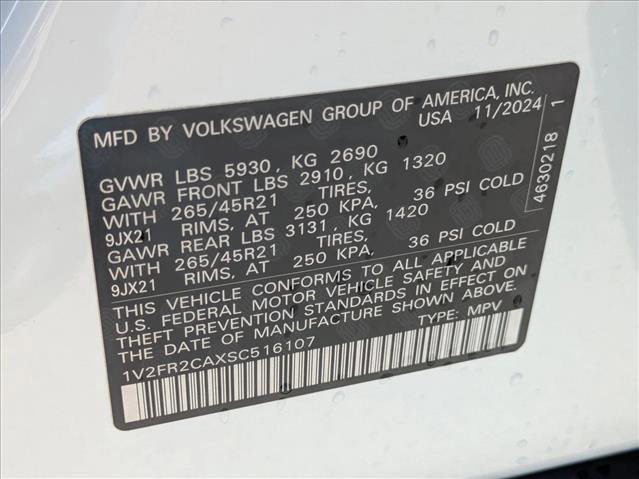 MFD BY VOLKSWAGEN GROUP OF AMERICA, INC.
USA 11/2024
GVWR LBS 5930, KG 2690
GAWR FRONT LBS 2910, KG 1320
WITH 265/45R21 TIRES,
9JX21 RIMS, AT 250 KPA, 36 PSI COLD
GAWR REAR LBS 3131, KG 1420
WITH 265/45R21 TIRES,
9JX21 RIMS, AT 250 KPA, 36 PSI COLD
THIS VEHICLE CONFORMS TO ALL APPLICABLE
U.S. FEDERAL MOTOR VEHICLE SAFETY AND
THEFT PREVENTION STANDARDS IN EFFECT ON
THE DATE OF MANUFACTURE SHOWN ABOVE.
TYPE: MPV
1V2FR2CAXSC516107
4630218 1